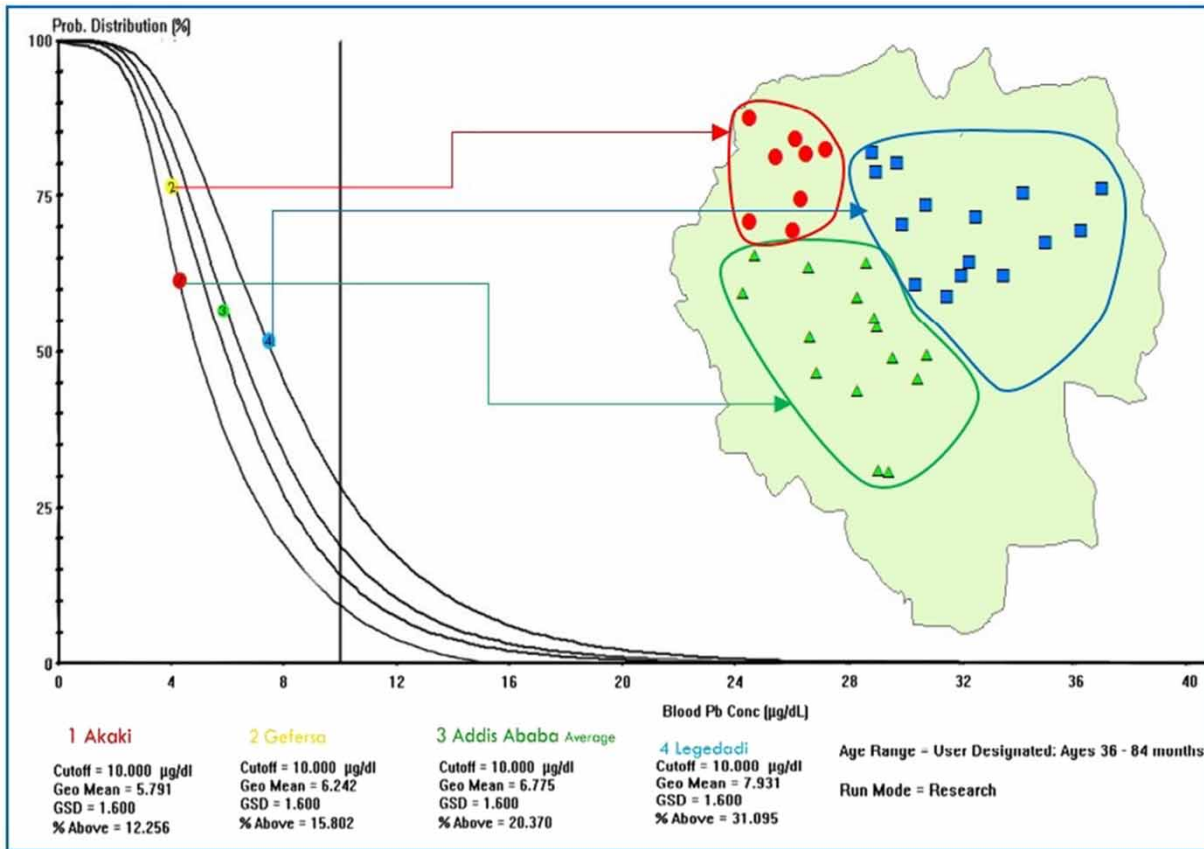 Prob. Distribution (%)
100
75
50
25
0
2
3
4
0 4 8 12 16 20 24 28 32 36 40
Blood Pb Conc (µg/dL)
1 Akaki
Cutoff = 10.000 µg/dl
Geo Mean = 5.791
GSD = 1.600
% Above = 12.256
2 Gefersa
Cutoff = 10.000 µg/dl
Geo Mean = 6.242
GSD = 1.600
% Above = 15.802
3 Addis Ababa Average
Cutoff = 10.000 µg/dl
Geo Mean = 6.775
GSD = 1.600
% Above = 20.370
4 Legedadi
Cutoff = 10.000 µg/dl
Geo Mean = 7.931
GSD = 1.600
% Above = 31.095
Age Range = User Designated: Ages 36 - 84 months
Run Mode = Research